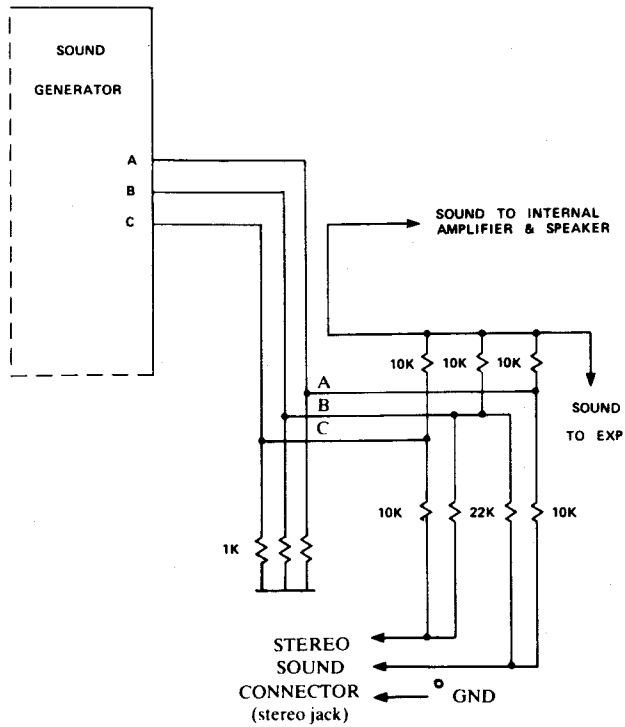 SOUND
GENERATOR
A
B
C
SOUND TO INTERNAL
AMPLIFIER & SPEAKER
10K
10K
10K
A
B
C
SOUND
TO EXP
10K
22K
10K
1K
STEREO
SOUND
CONNECTOR
(stereo jack)
GND